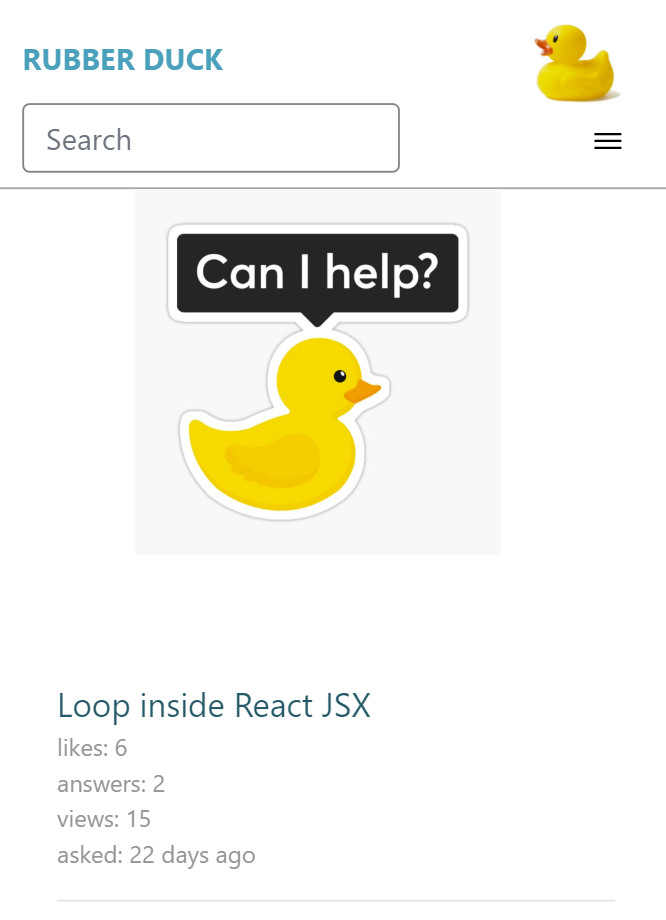 RUBBER DUCK
Search
Can I help?
Loop inside React JSX
likes: 6
answers: 2
views: 15
asked: 22 days ago